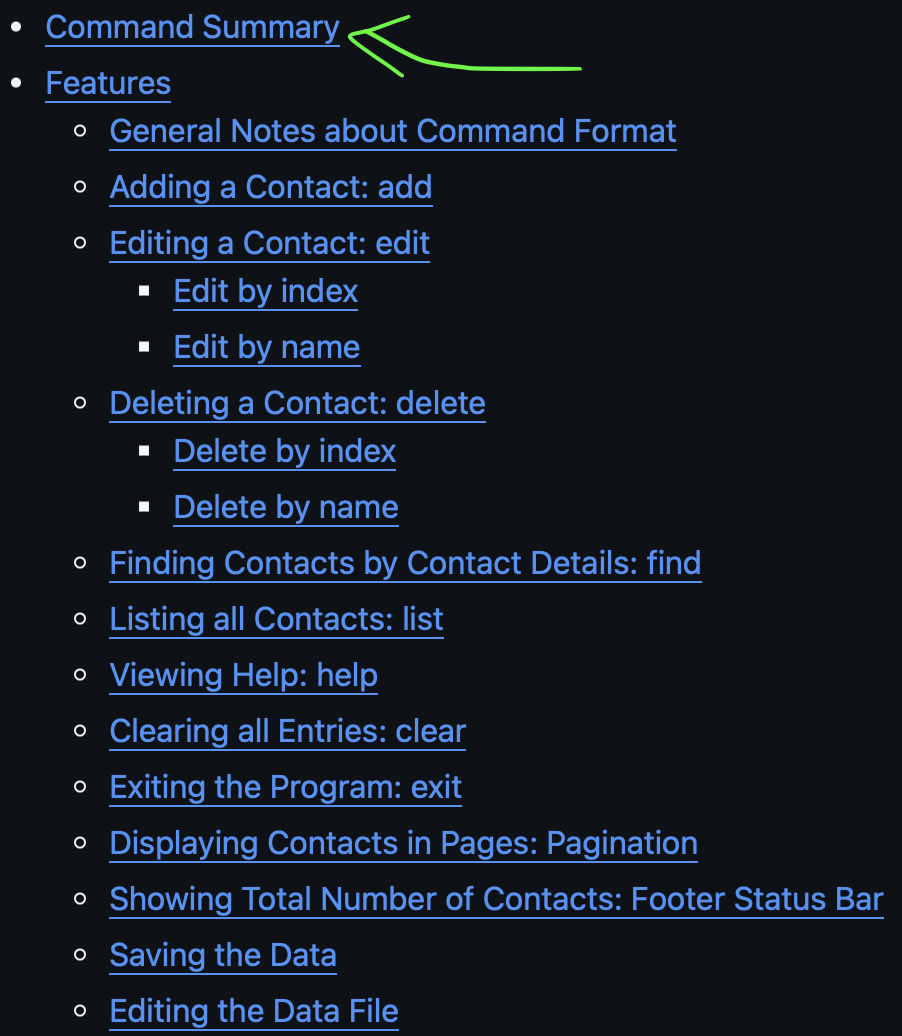 Command Summary
Features
General Notes about Command Format
Adding a Contact: add
Editing a Contact: edit
Edit by index
Edit by name
Deleting a Contact: delete
Delete by index
Delete by name
Finding Contacts by Contact Details: find
Listing all Contacts: list
Viewing Help: help
Clearing all Entries: clear
Exiting the Program: exit
Displaying Contacts in Pages: Pagination
Showing Total Number of Contacts: Footer Status Bar
Saving the Data
Editing the Data File